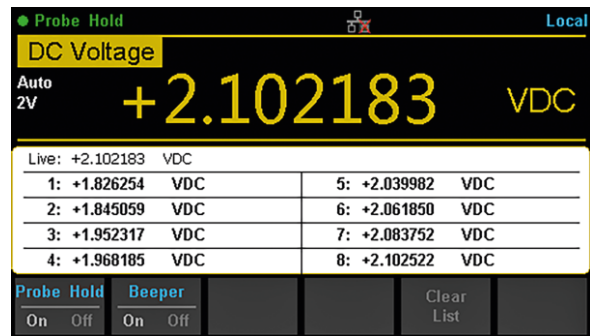 Probe Hold Local
DC Voltage
Auto
2V
+2.102183 VDC
Live: +2.102183 VDC
1: +1.826254 VDC
2: +1.845059 VDC
3: +1.952317 VDC
4: +1.968185 VDC
5: +2.039982 VDC
6: +2.061850 VDC
7: +2.083752 VDC
8: +2.102522 VDC
Probe Hold
On Off
Beeper
On Off
Clear
List